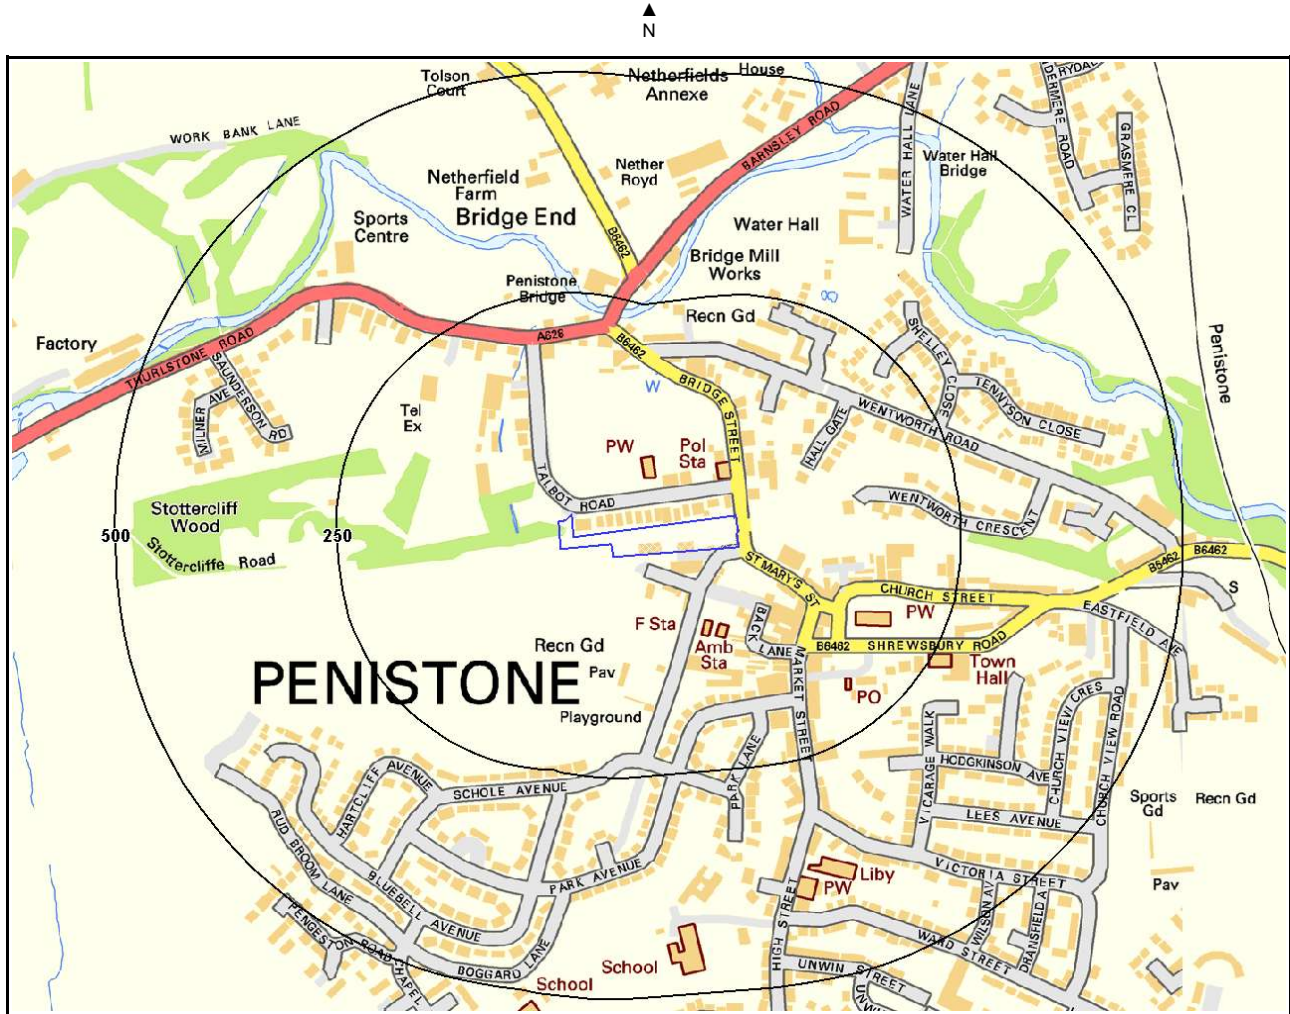 ▲
N
Tolson
Court
Netherfields
Annexe
House
RYDAL
WORK BANK LANE
BARNSLEY ROAD
WATER HALL LANE
GRASMERE CL
Water Hall
Bridge
Nether
Royd
Netherfield
Farm
Bridge End
Sports
Centre
Water Hall
B6462
Bridge Mill
Works
Penistone
Bridge
Recn Gd
Factory
THURLSTONE ROAD
A628
B6462
SHELLEY CLOSE
Penistone
SAUNDERSON RD
MILNER AVE
W
BRIDGE STREET
TENNYSON CLOSE
WENTWORTH ROAD
HALL GATE
Tel
Ex
PW
Pol
Sta
TALBOT ROAD
WENTWORTH CRESCENT
Stottercliff
Wood
500
250
Stottercliffe Road
ST MARY'S ST
B6462
B6462
CHURCH STREET
PW
S
EASTFIELD AVE
BACK LANE
F Sta
Amb
Sta
B6462
SHREWSBURY ROAD
Recn Gd
Pav
PENISTONE
Town
Hall
PO
MARKET STREET
Playground
CHURCH VIEW CRES
CHURCH VIEW ROAD
VICARAGE WALK
HODGKINSON AVE
PARK LANE
HARTCLIFF AVENUE
SCHOLE AVENUE
LEES AVENUE
Sports
Gd
Recn Gd
RUD BROOM LANE
BLUEBELL AVENUE
PARK AVENUE
VICTORIA STREET
Liby
PW
Pav
HIGH STREET
WILSON AV
DRANSFIELD A
WARD STREET
PENGESTON ROAD
CHAPEL
BOGGARD LANE
School
School
UNWIN STREET